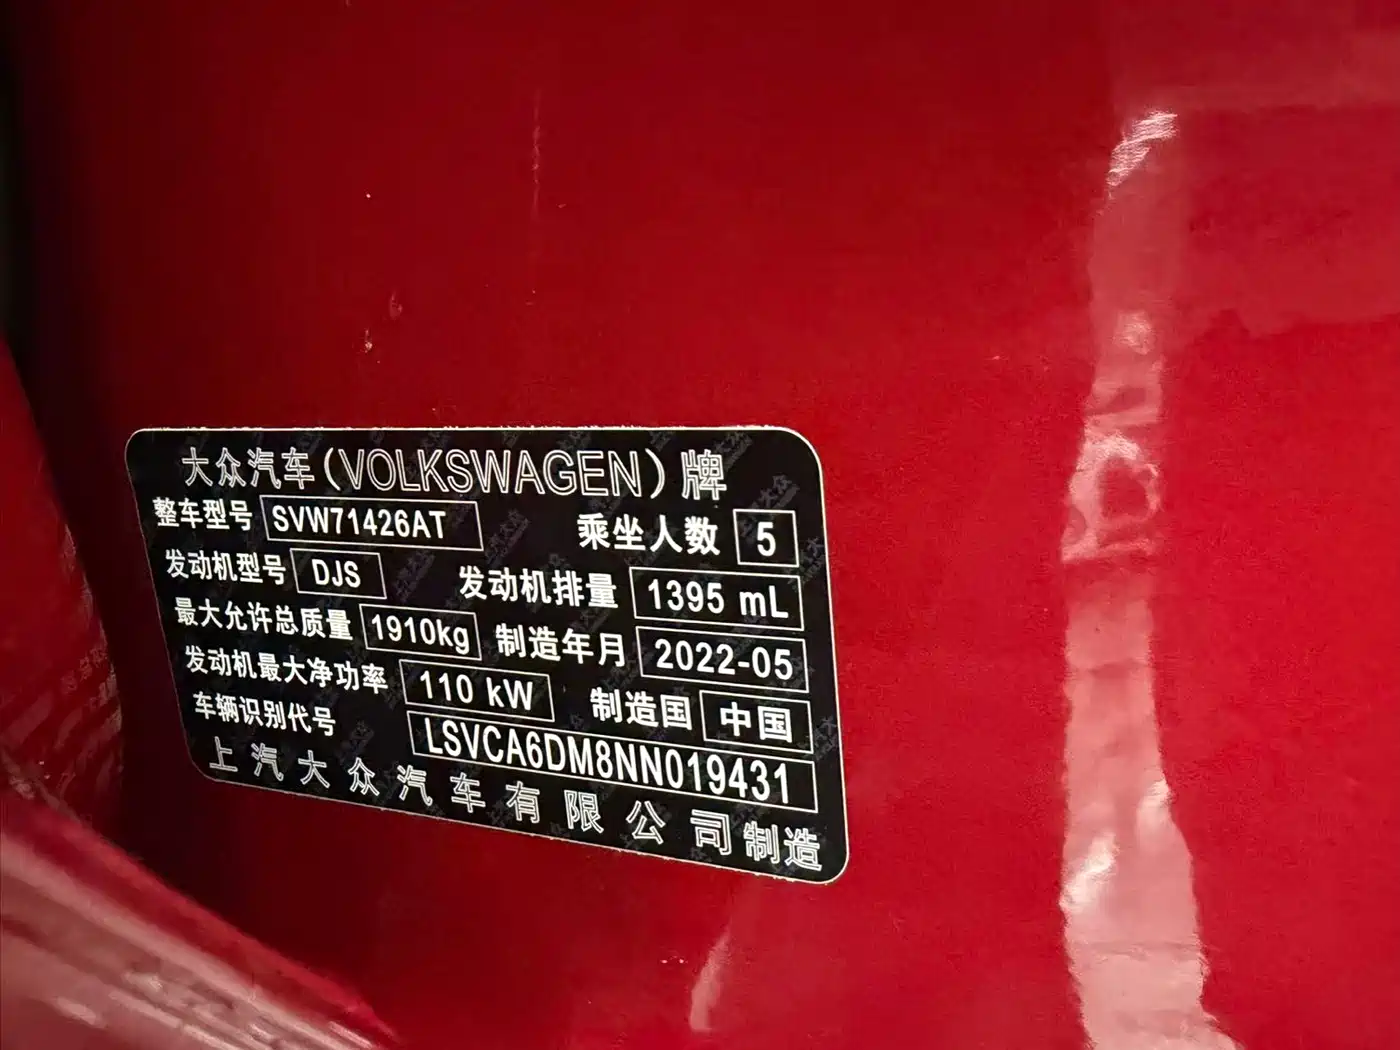 大众汽车(VOLKSWAGEN)牌
整车型号 SVW71426AT 乘坐人数 5
发动机型号 DJS 发动机排量 1395 mL
最大允许总质量 1910kg 制造年月 2022-05
发动机最大净功率 110 kW 制造国 中国
车辆识别代号 LSVCA6DM8NN019431
上汽大众汽车有限公司制造